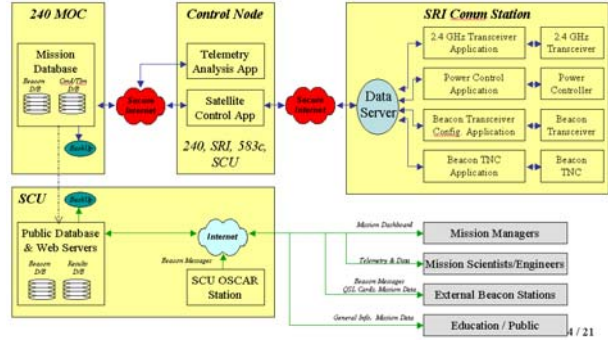 240 MOC
Mission
Database
Beacon
D/B
Cmd/Tlm
D/B
BackUp
Control Node
Telemetry
Analysis App
Satellite
Control App
240, SRI, 583c,
SCU
Secure
Internet
Secure
Internet
SRI Comm Station
Data
Server
2.4 GHz Transceiver
Application
2.4 GHz
Transceiver
Power Control
Application
Power
Controller
Beacon Transceiver
Config. Application
Beacon
Transceiver
Beacon TNC
Application
Beacon
TNC
SCU
BackUp
Public Database
& Web Servers
Beacon
D/B
Results
D/B
Internet
Beacon Messages
SCU OSCAR
Station
Mission Dashboard
Mission Managers
Telemetry & Data
Mission Scientists/Engineers
Beacon Messages
QSL Cards, Mission Data
External Beacon Stations
General Info, Mission Data
Education / Public
4 / 21